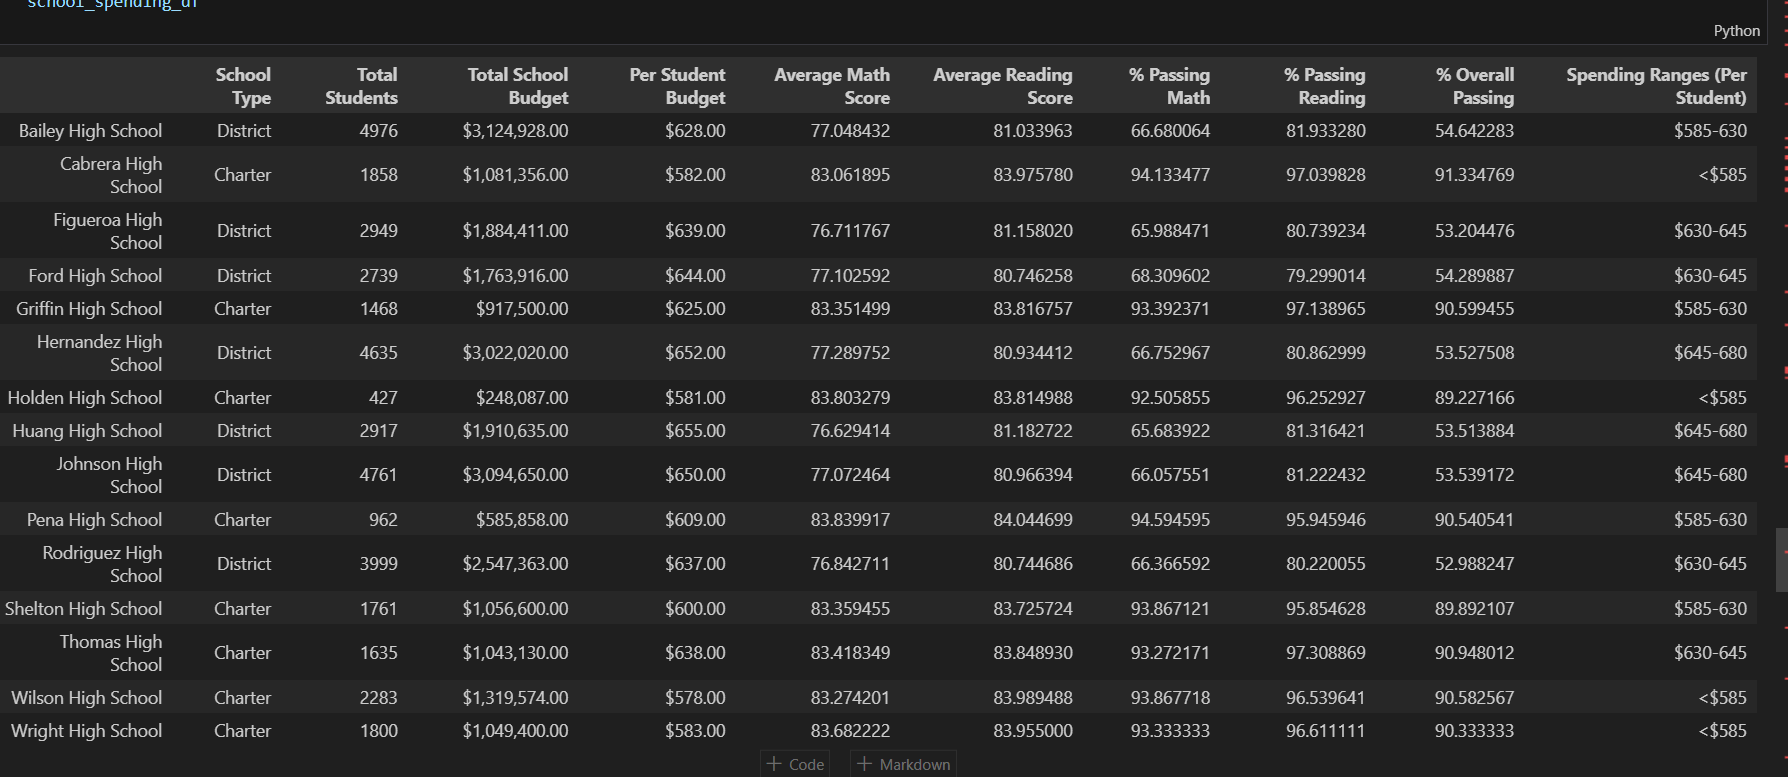 school_spending_df
Python
School Type Total Students Total School Budget Per Student Budget Average Math Score Average Reading Score % Passing Math % Passing Reading % Overall Passing Spending Ranges (Per Student)
Bailey High School District 4976 $3,124,928.00 $628.00 77.048432 81.033963 66.680064 81.933280 54.642283 $585-630
Cabrera High School Charter 1858 $1,081,356.00 $582.00 83.061895 83.975780 94.133477 97.039828 91.334769 <$585
Figueroa High School District 2949 $1,884,411.00 $639.00 76.711767 81.158020 65.988471 80.739234 53.204476 $630-645
Ford High School District 2739 $1,763,916.00 $644.00 77.102592 80.746258 68.309602 79.299014 54.289887 $630-645
Griffin High School Charter 1468 $917,500.00 $625.00 83.351499 83.816757 93.392371 97.138965 90.599455 $585-630
Hernandez High School District 4635 $3,022,020.00 $652.00 77.289752 80.934412 66.752967 80.862999 53.527508 $645-680
Holden High School Charter 427 $248,087.00 $581.00 83.803279 83.814988 92.505855 96.252927 89.227166 <$585
Huang High School District 2917 $1,910,635.00 $655.00 76.629414 81.182722 65.683922 81.316421 53.513884 $645-680
Johnson High School District 4761 $3,094,650.00 $650.00 77.072464 80.966394 66.057551 81.222432 53.539172 $645-680
Pena High School Charter 962 $585,858.00 $609.00 83.839917 84.044699 94.594595 95.945946 90.540541 $585-630
Rodriguez High School District 3999 $2,547,363.00 $637.00 76.842711 80.744686 66.366592 80.220055 52.988247 $630-645
Shelton High School Charter 1761 $1,056,600.00 $600.00 83.359455 83.725724 93.867121 95.854628 89.892107 $585-630
Thomas High School Charter 1635 $1,043,130.00 $638.00 83.418349 83.848930 93.272171 97.308869 90.948012 $630-645
Wilson High School Charter 2283 $1,319,574.00 $578.00 83.274201 83.989488 93.867718 96.539641 90.582567 <$585
Wright High School Charter 1800 $1,049,400.00 $583.00 83.682222 83.955000 93.333333 96.611111 90.333333 <$585
+ Code + Markdown